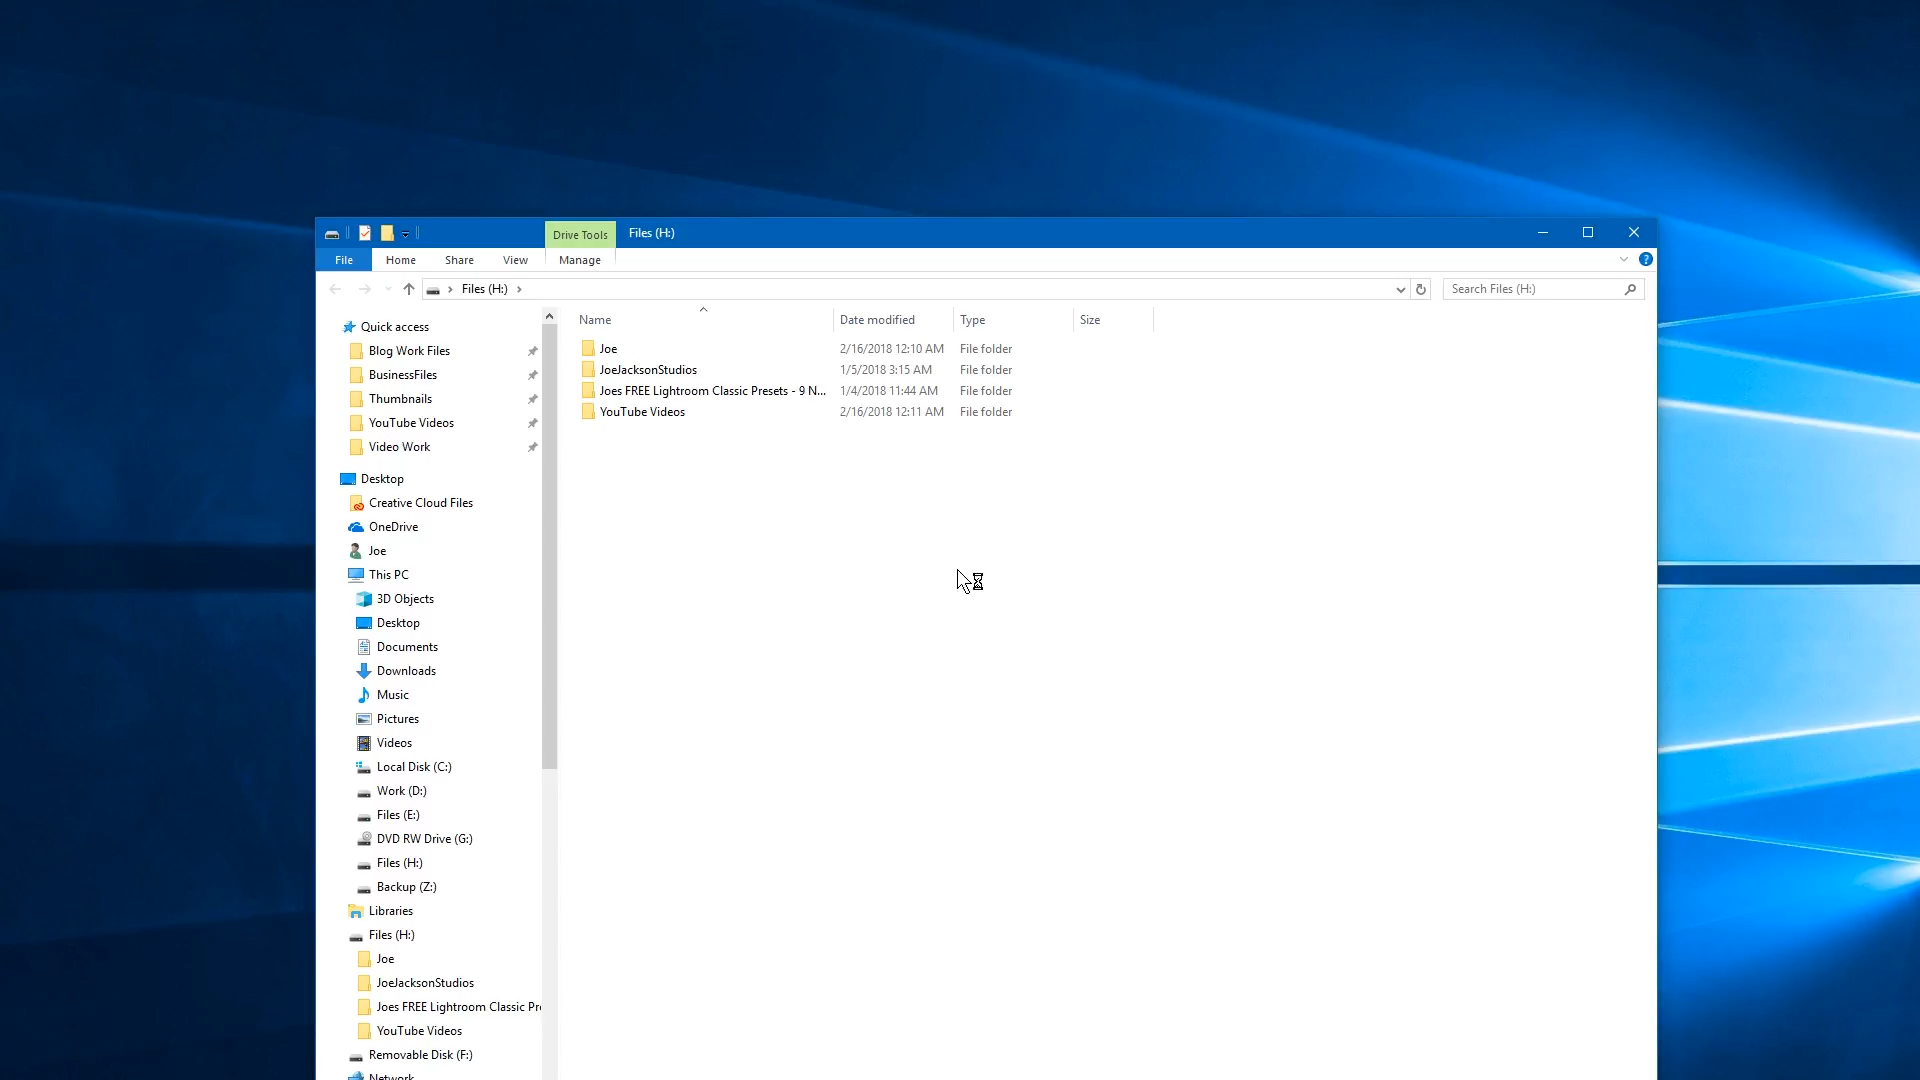 Drive Tools
Files (H:)
File
Home
Share
View
Manage
Files (H:)
Search Files (H:)
Name
Date modified
Type
Size
Joe
2/16/2018 12:10 AM
File folder
JoeJacksonStudios
1/5/2018 3:15 AM
File folder
Joes FREE Lightroom Classic Presets - 9 N...
1/4/2018 11:44 AM
File folder
YouTube Videos
2/16/2018 12:11 AM
File folder
Quick access
Blog Work Files
BusinessFiles
Thumbnails
YouTube Videos
Video Work
Desktop
Creative Cloud Files
OneDrive
Joe
This PC
3D Objects
Desktop
Documents
Downloads
Music
Pictures
Videos
Local Disk (C:)
Work (D:)
Files (E:)
DVD RW Drive (G:)
Files (H:)
Backup (Z:)
Libraries
Files (H:)
Joe
JoeJacksonStudios
Joes FREE Lightroom Classic Pr
YouTube Videos
Removable Disk (F:)
Network